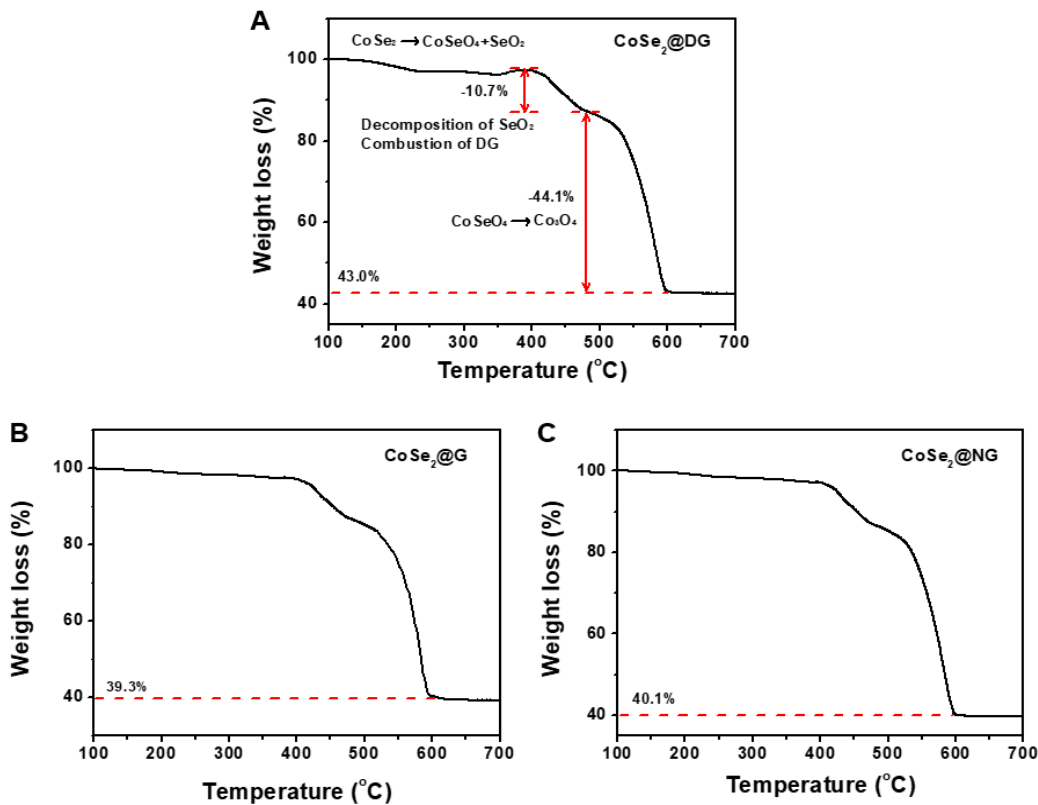 A
CoSe₂ → CoSeO₄+SeO₂
CoSe₂@DG
100
80
60
40
-10.7%
Decomposition of SeO₂
Combustion of DG
-44.1%
CoSeO₄ → Co₃O₄
43.0%
Weight loss (%)
100 200 300 400 500 600 700
Temperature (°C)
B
CoSe₂@G
100
80
60
40
39.3%
Weight loss (%)
100 200 300 400 500 600 700
Temperature (°C)
C
CoSe₂@NG
100
80
60
40
40.1%
Weight loss (%)
100 200 300 400 500 600 700
Temperature (°C)